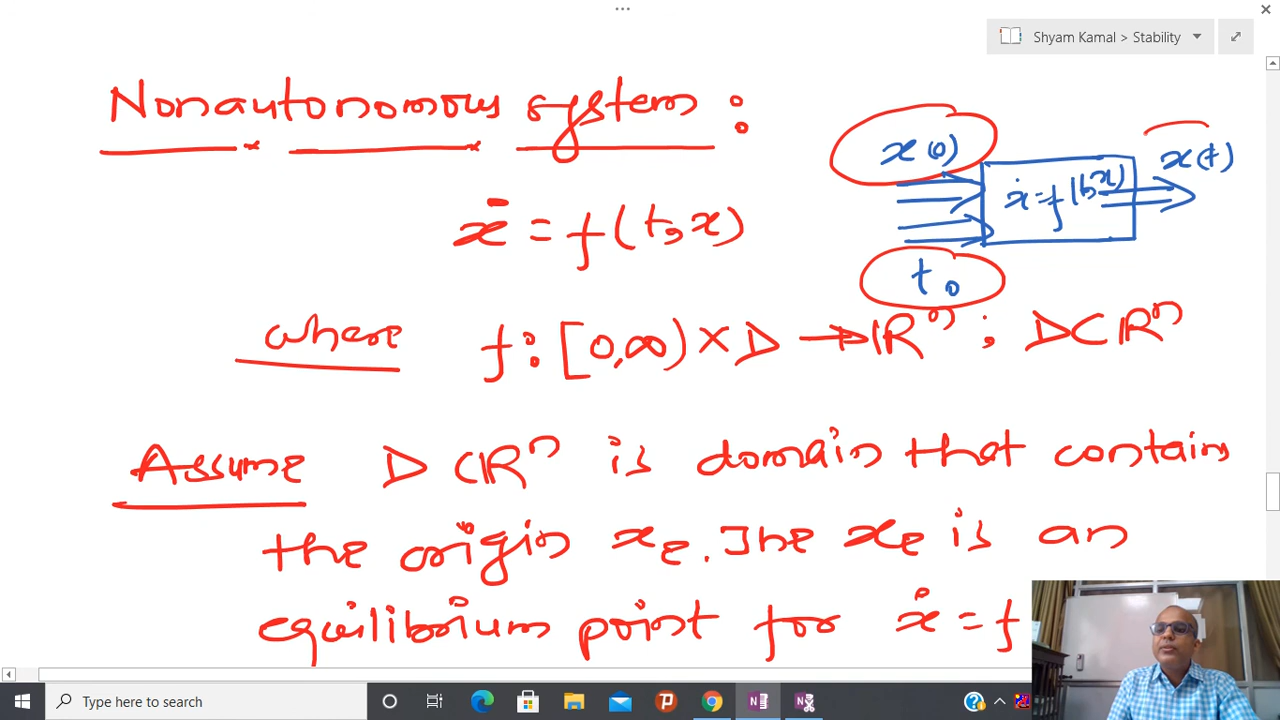 Shyam Kamal > Stability
Nonautonomous system :
x(0)
ẋ = f(t,x)
x(t)
t0
ẋ = f(t,x)
where f: [0,∞) × D → ℝⁿ ; D ⊂ ℝⁿ
Assume D ⊂ ℝⁿ is domain that contains
the origin xE. The xE is an
equilibrium point for ẋ = f
Type here to search